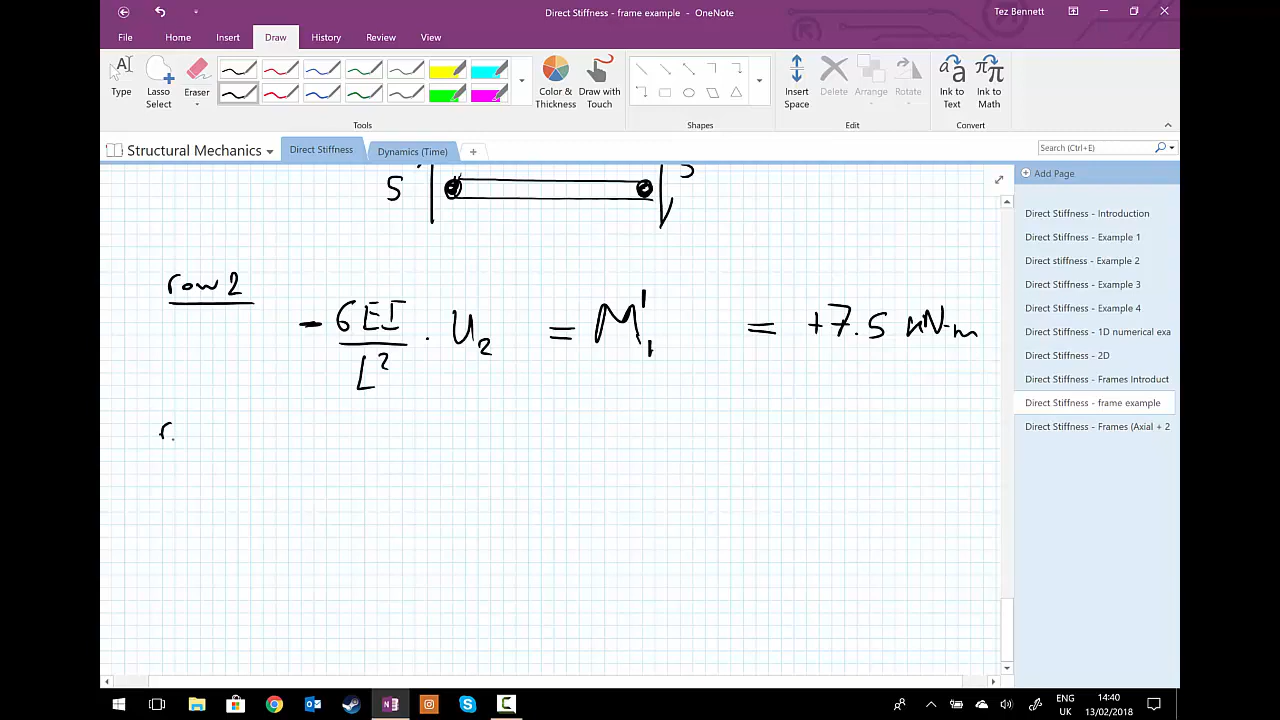 Direct Stiffness - frame example - OneNote
Tez Bennett
File Home Insert Draw History Review View
Type
Lasso Select
Eraser
Color & Thickness
Draw with Touch
Insert Space
Delete
Arrange
Rotate
Ink to Text
Ink to Math
Tools
Shapes
Edit
Convert
Structural Mechanics
Direct Stiffness
Dynamics (Time)
Search (Ctrl+E)
Add Page
Direct Stiffness - Introduction
Direct Stiffness - Example 1
Direct stiffness - Example 2
Direct Stiffness - Example 3
Direct Stiffness - Example 4
Direct Stiffness - 1D numerical exa
Direct Stiffness - 2D
Direct Stiffness - Frames Introduct
Direct Stiffness - frame example
Direct Stiffness - Frames (Axial + 2
5
row 2
- 6EI/L² · U₂ = M¹₁ = +7.5 kN·m
r
ENG
UK
14:40
13/02/2018